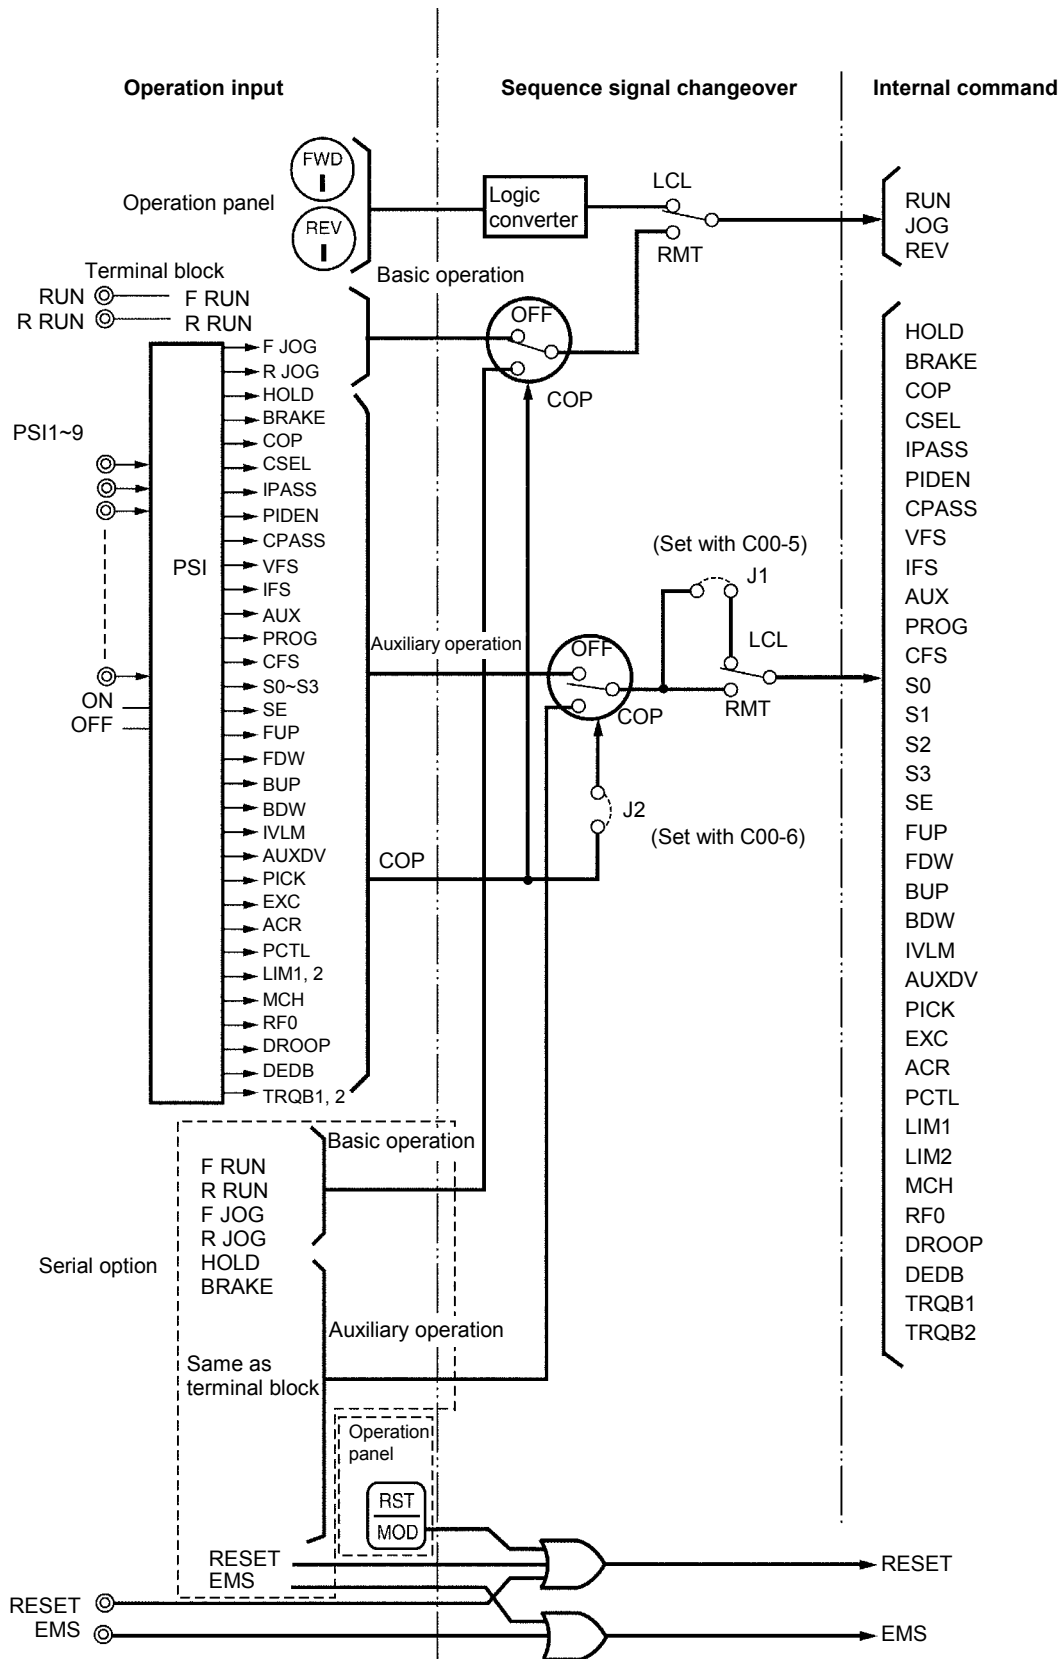 Operation input
Sequence signal changeover
Internal command
FWD
Operation panel
REV
Logic
converter
LCL
RMT
RUN
JOG
REV
Terminal block
Basic operation
RUN
F RUN
R RUN
R RUN
OFF
COP
F JOG
R JOG
HOLD
BRAKE
COP
CSEL
IPASS
PIDEN
CPASS
VFS
IFS
AUX
PROG
CFS
S0~S3
SE
FUP
FDW
BUP
BDW
IVLM
AUXDV
PICK
EXC
ACR
PCTL
LIM1, 2
MCH
RF0
DROOP
DEDB
TRQB1, 2
PSI1~9
PSI
ON
OFF
Auxiliary operation
OFF
COP
(Set with C00-5)
J1
LCL
RMT
J2
(Set with C00-6)
COP
HOLD
BRAKE
COP
CSEL
IPASS
PIDEN
CPASS
VFS
IFS
AUX
PROG
CFS
S0
S1
S2
S3
SE
FUP
FDW
BUP
BDW
IVLM
AUXDV
PICK
EXC
ACR
PCTL
LIM1
LIM2
MCH
RF0
DROOP
DEDB
TRQB1
TRQB2
Basic operation
F RUN
R RUN
F JOG
R JOG
HOLD
BRAKE
Serial option
Auxiliary operation
Same as
terminal block
Operation
panel
RST
MOD
RESET
EMS
RESET
EMS
RESET
EMS